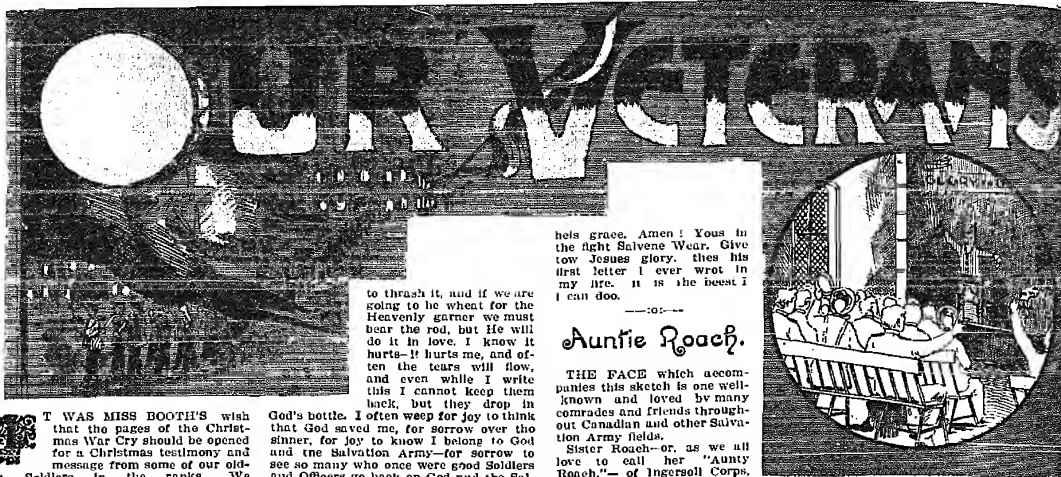 OUR VETERANS
T WAS MISS BOOTH'S wish
that the pages of the Christ-
mas War Cry should be opened
for a Christmas testimony and
message from some of our old-
Soldiers in the ranks. We
to thrash it, and if we are
going to be wheat for the
Heavenly garner we must
bear the rod, but He will
do it in love. I know it
hurts—it hurts me, and of-
ten the tears will flow,
and even while I write
this I cannot keep them
back, but they drop in
God's bottle. I often weep for joy to think
that God saved me, for sorrow over the
sinner, for joy to know I belong to God
and the Salvation Army—for sorrow to
see so many who once were good Soldiers
and Officers go back on God and the Sal-
hels graee. Amen! Yous in
the fight Salvene Wear. Give
tow Jesues glory. thes his
first letter I ever wrot in
my life. it is the beest I
I can doo.
—:o:—
Auntie Roach.
THE FACE which accom-
panies this sketch is one well-
known and loved by many
comrades and friends through-
out Canadian and other Salva-
tion Army fields.
Sister Roach—or, as we all
love to call her "Aunty
Roach,"— of Ingersoll Corps,
GLORY